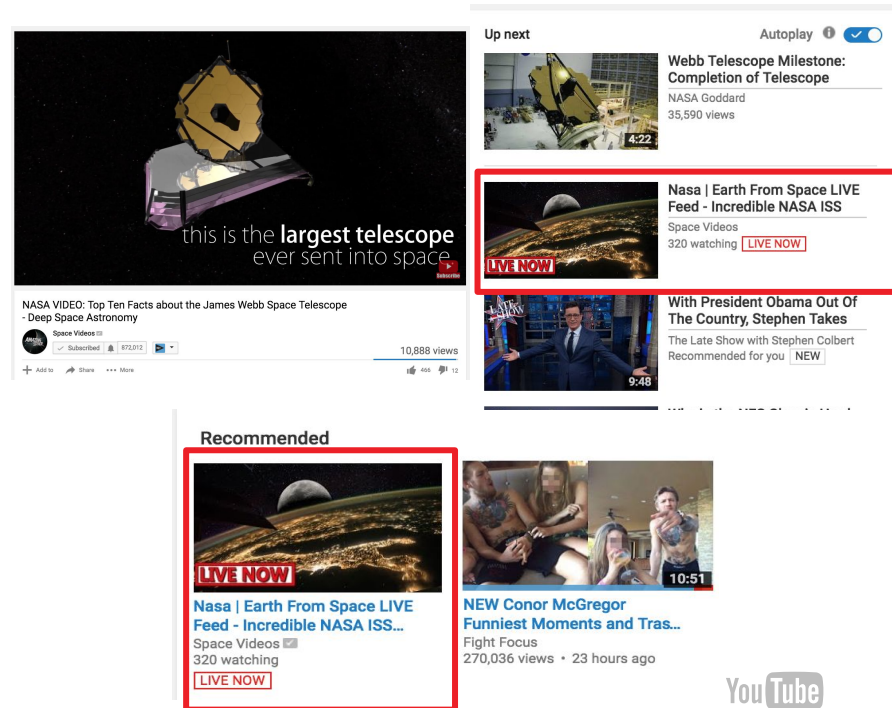 this is the largest telescope
ever sent into space
Subscribe
NASA VIDEO: Top Ten Facts about the James Webb Space Telescope
- Deep Space Astronomy
Space Videos
Subscribed 872,012
10,888 views
Add to Share More
466 12
Up next Autoplay
4:22
Webb Telescope Milestone:
Completion of Telescope
NASA Goddard
35,590 views
LIVE NOW
Nasa | Earth From Space LIVE
Feed - Incredible NASA ISS
Space Videos
320 watching LIVE NOW
LATE
SHOW
9:48
With President Obama Out Of
The Country, Stephen Takes
The Late Show with Stephen Colbert
Recommended for you NEW
Recommended
LIVE NOW
Nasa | Earth From Space LIVE
Feed - Incredible NASA ISS...
Space Videos
320 watching
LIVE NOW
10:51
NEW Conor McGregor
Funniest Moments and Tras...
Fight Focus
270,036 views • 23 hours ago
YouTube